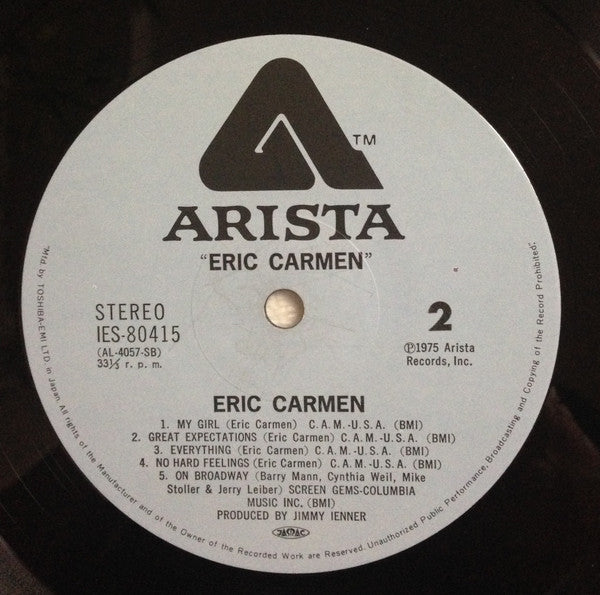 TM
ARISTA
"ERIC CARMEN"
STEREO
IES-80415
(AL-4057-SB)
33⅓ r. p. m.
2
Ⓟ1975 Arista
Records, Inc.
ERIC CARMEN
1. MY GIRL (Eric Carmen) C. A. M. -U. S. A. (BMI)
2. GREAT EXPECTATIONS (Eric Carmen) C. A. M. -U. S. A. (BMI)
3. EVERYTHING (Eric Carmen) C. A. M. -U. S. A. (BMI)
4. NO HARD FEELINGS (Eric Carmen) C. A. M. -U. S. A. (BMI)
5. ON BROADWAY (Barry Mann, Cynthia Weil, Mike
Stoller & Jerry Leiber) SCREEN GEMS-COLUMBIA
MUSIC INC. (BMI)
PRODUCED BY JIMMY IENNER
JASRAC
"Mfd. by TOSHIBA-EMI LTD. in Japan. All rights of the Manufacturer and of the Owner of the Recorded Work are Reserved. Unauthorized Public Performance, Broadcasting and Copying of the Record Prohibited".